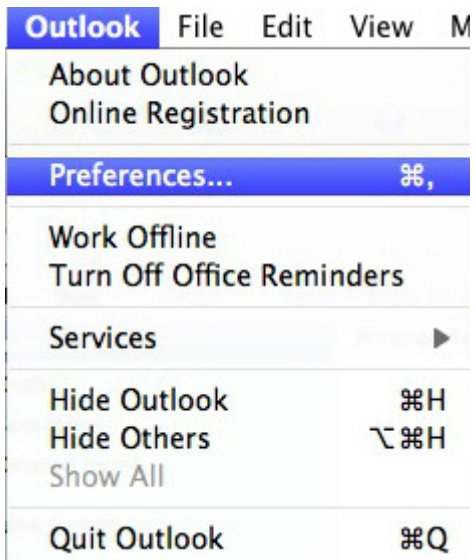 Outlook File Edit View M
About Outlook
Online Registration
Preferences... ⌘,
Work Offline
Turn Off Office Reminders
Services ▶
Hide Outlook ⌘H
Hide Others ⌥⌘H
Show All
Quit Outlook ⌘Q